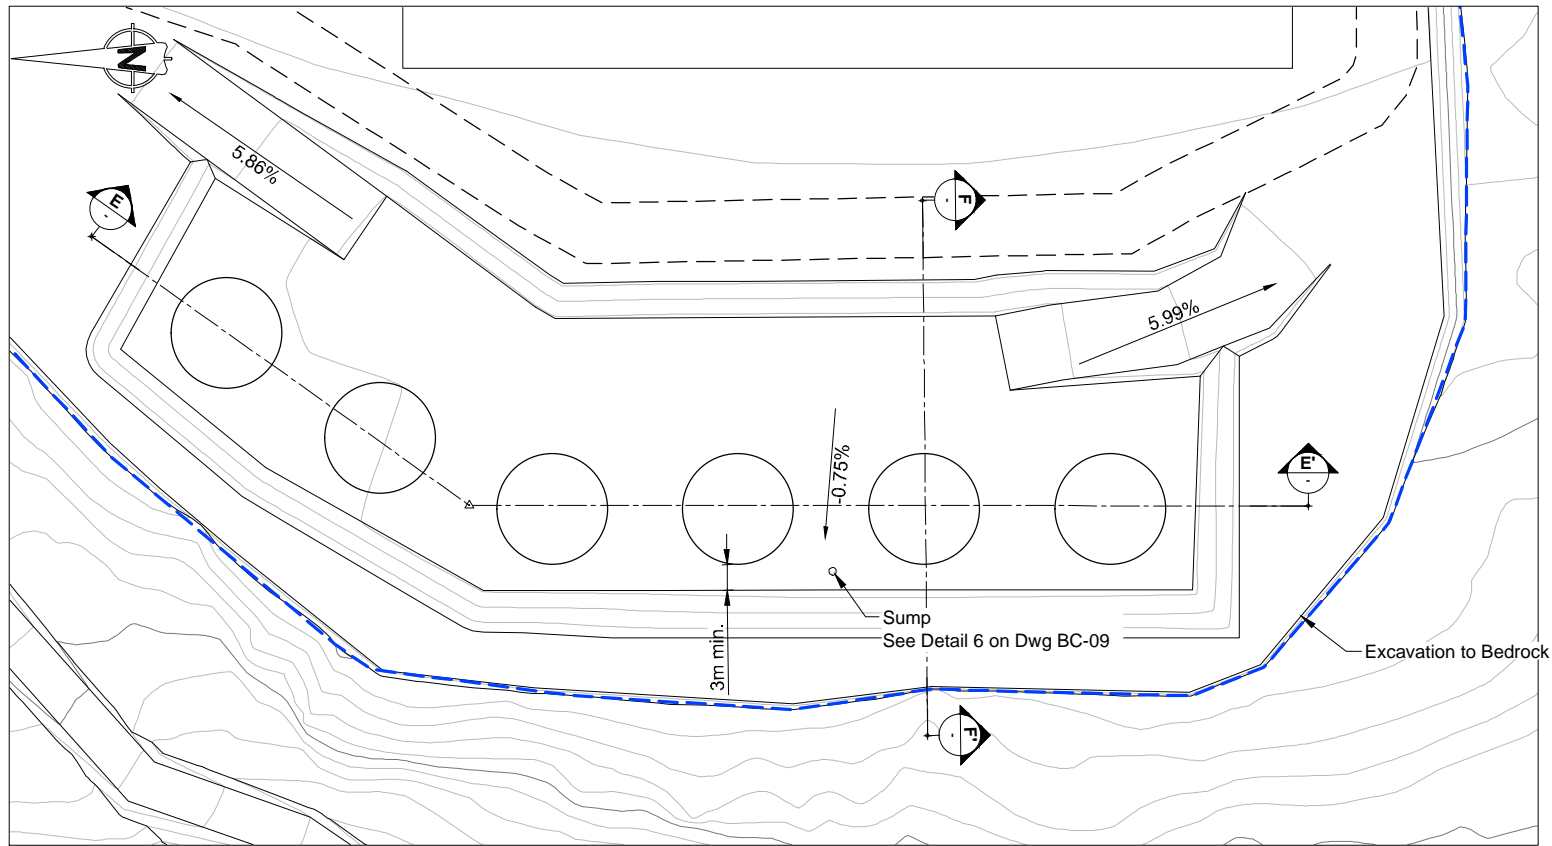 N
5.86%
E
-
F
-
5.99%
-0.75%
E'
-
Sump
See Detail 6 on Dwg BC-09
3m min.
Excavation to Bedrock
F'
-